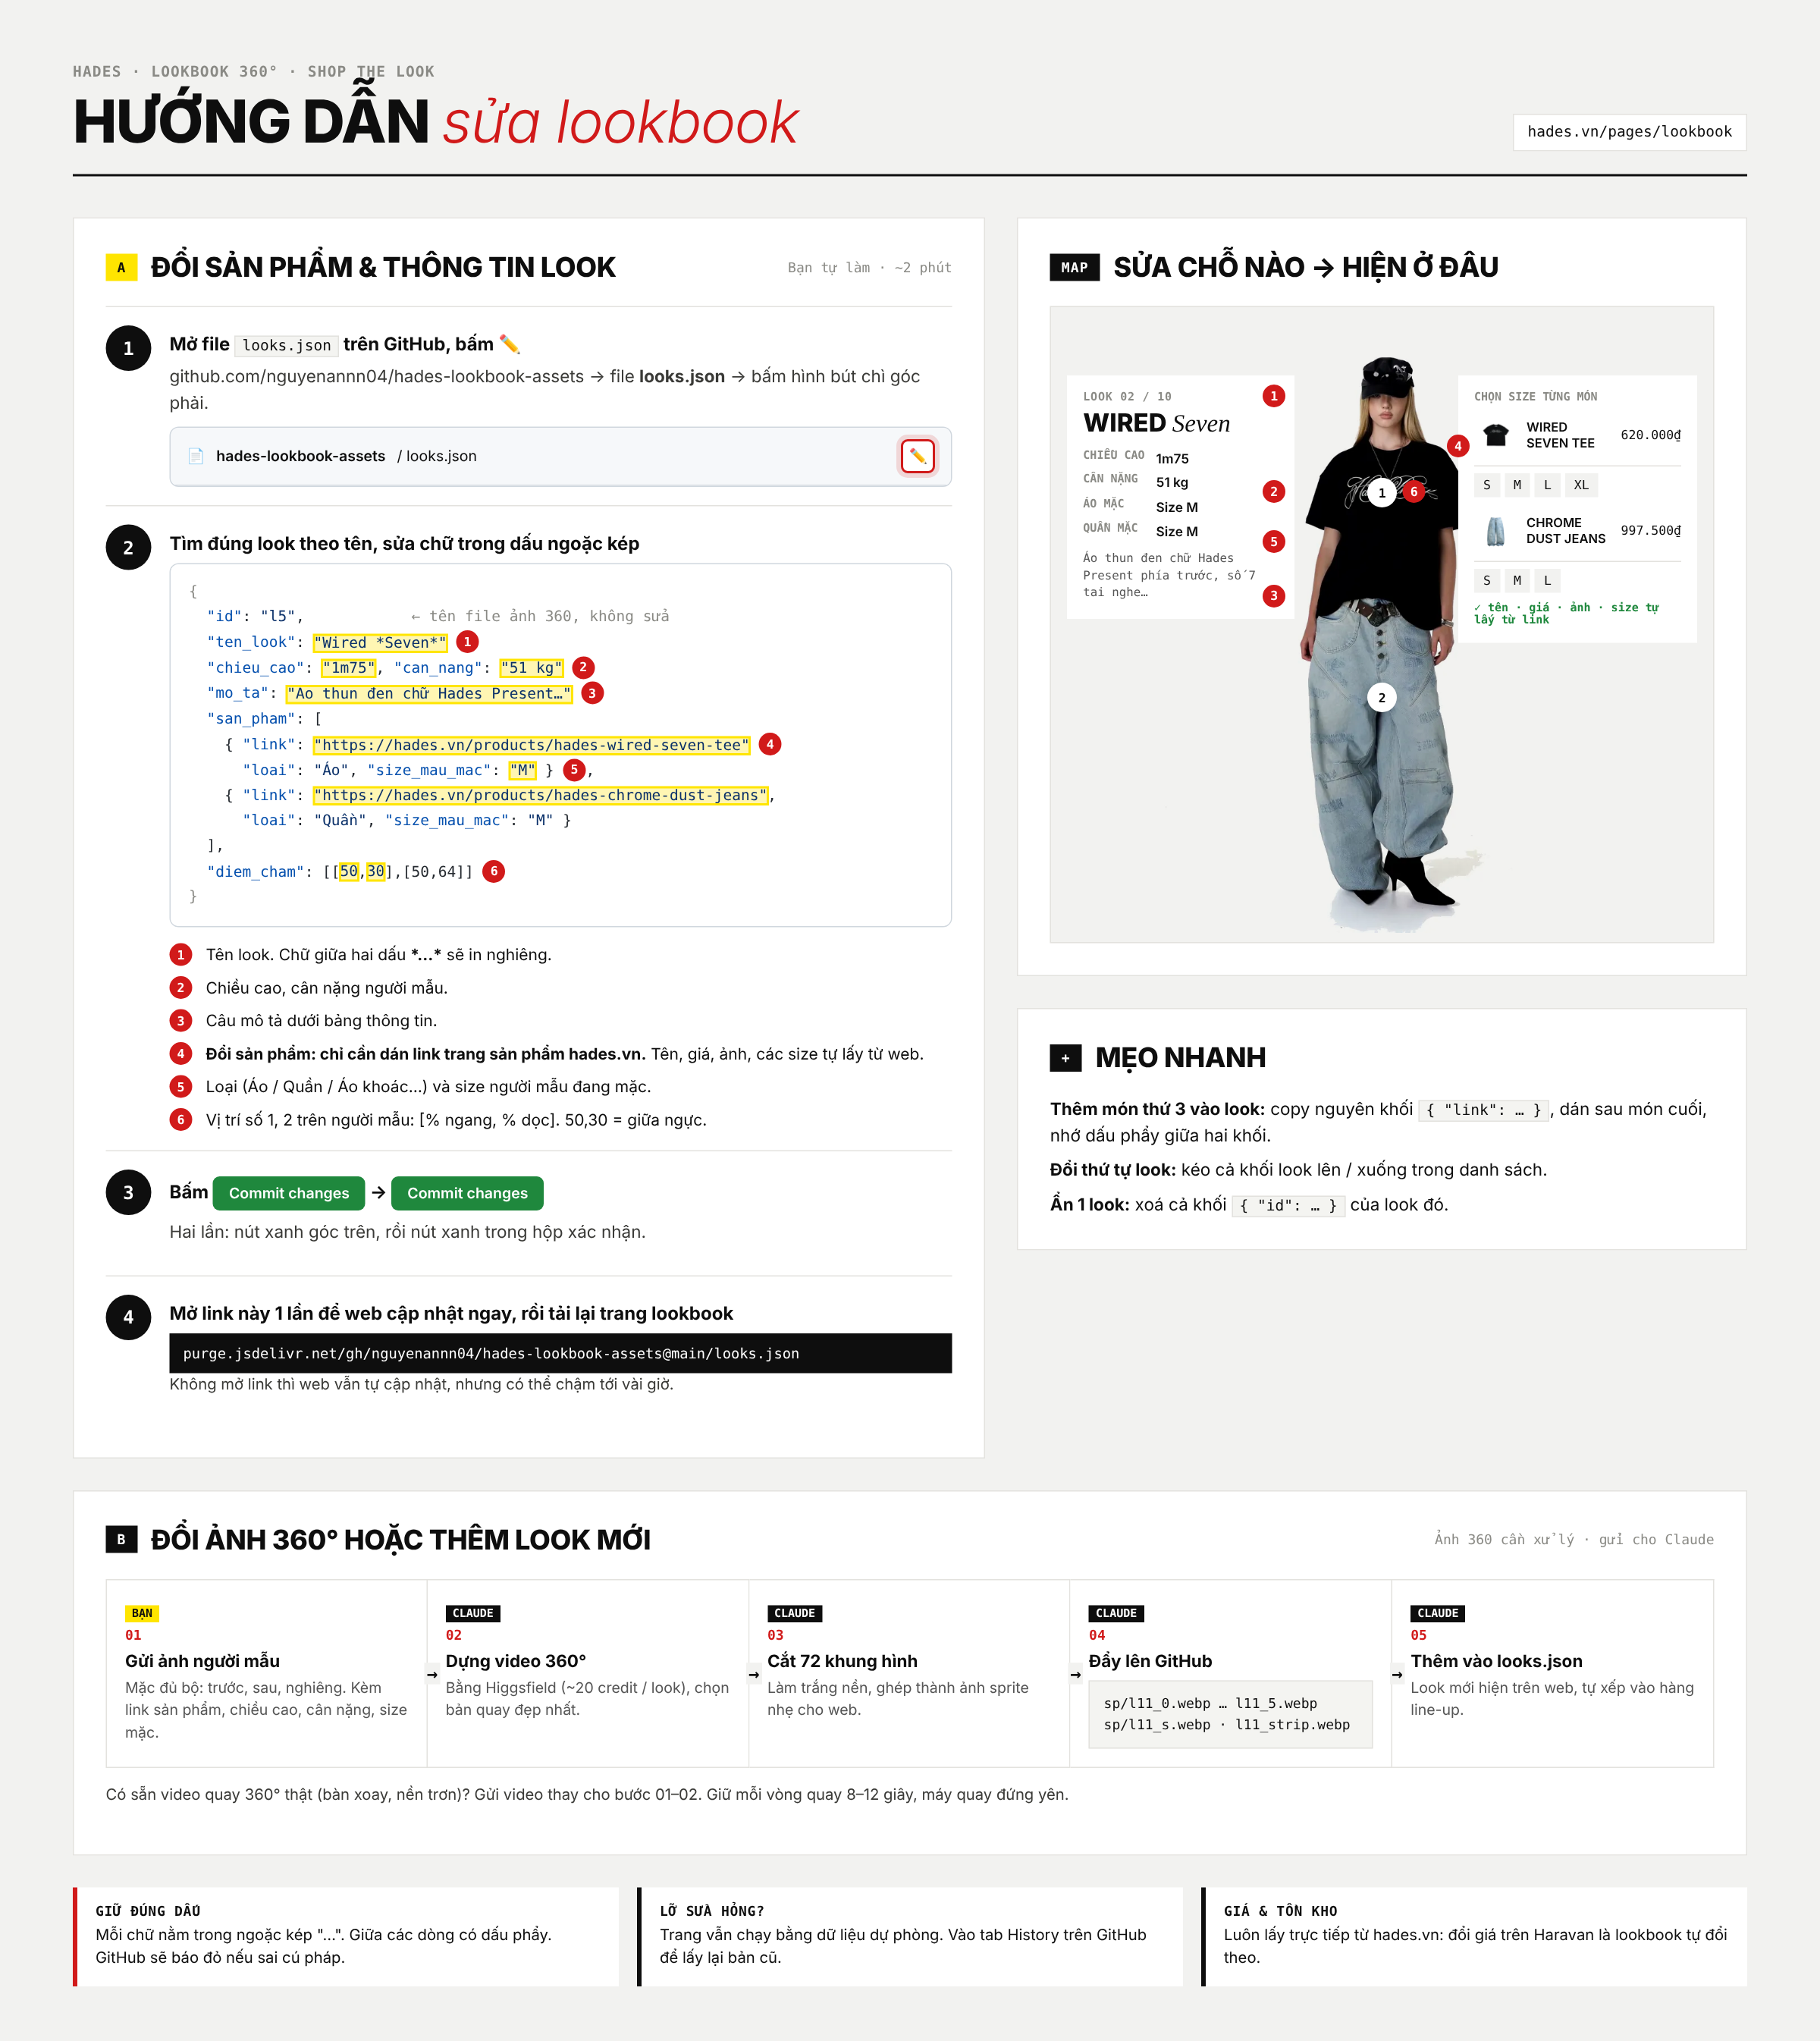 HADES · LOOKBOOK 360° · SHOP THE LOOK
HƯỚNG DẪN sửa lookbook
hades.vn/pages/lookbook
A ĐỔI SẢN PHẨM & THÔNG TIN LOOK
Bạn tự làm · ~2 phút
1
Mở file looks.json trên GitHub, bấm ✏️
github.com/nguyenannn04/hades-lookbook-assets → file looks.json → bấm hình bút chì góc
phải.
📄 hades-lookbook-assets / looks.json ✏️
2
Tìm đúng look theo tên, sửa chữ trong dấu ngoặc kép
{
"id": "l5", ← tên file ảnh 360, không sửa
"ten_look": "Wired *Seven*" 1
"chieu_cao": "1m75", "can_nang": "51 kg" 2
"mo_ta": "Áo thun đen chữ Hades Present…" 3
"san_pham": [
{ "link": "https://hades.vn/products/hades-wired-seven-tee" 4
"loai": "Áo", "size_mau_mac": "M" } 5 ,
{ "link": "https://hades.vn/products/hades-chrome-dust-jeans",
"loai": "Quần", "size_mau_mac": "M" }
],
"diem_cham": [[50,30],[50,64]] 6
}
1 Tên look. Chữ giữa hai dấu *...* sẽ in nghiêng.
2 Chiều cao, cân nặng người mẫu.
3 Câu mô tả dưới bảng thông tin.
4 Đổi sản phẩm: chỉ cần dán link trang sản phẩm hades.vn. Tên, giá, ảnh, các size tự lấy từ web.
5 Loại (Áo / Quần / Áo khoác...) và size người mẫu đang mặc.
6 Vị trí số 1, 2 trên người mẫu: [% ngang, % dọc]. 50,30 = giữa ngực.
3
Bấm Commit changes → Commit changes
Hai lần: nút xanh góc trên, rồi nút xanh trong hộp xác nhận.
4
Mở link này 1 lần để web cập nhật ngay, rồi tải lại trang lookbook
purge.jsdelivr.net/gh/nguyenannn04/hades-lookbook-assets@main/looks.json
Không mở link thì web vẫn tự cập nhật, nhưng có thể chậm tới vài giờ.
MAP SỬA CHỖ NÀO → HIỆN Ở ĐÂU
LOOK 02 / 10 1
WIRED Seven
CHIỀU CAO 1m75
CÂN NẶNG 51 kg 2
ÁO MẶC Size M
QUẦN MẶC Size M 5
Áo thun đen chữ Hades
Present phía trước, số 7
tai nghe… 3
1 6
2
4
CHỌN SIZE TỪNG MÓN
WIRED
SEVEN TEE 620.000₫
S M L XL
CHROME
DUST JEANS 997.500₫
S M L
✓ tên · giá · ảnh · size tự
lấy từ link
+ MẸO NHANH
Thêm món thứ 3 vào look: copy nguyên khối { "link": … } , dán sau món cuối,
nhớ dấu phẩy giữa hai khối.
Đổi thứ tự look: kéo cả khối look lên / xuống trong danh sách.
Ẩn 1 look: xoá cả khối { "id": … } của look đó.
B ĐỔI ẢNH 360° HOẶC THÊM LOOK MỚI
Ảnh 360 cần xử lý · gửi cho Claude
BẠN
01
Gửi ảnh người mẫu
Mặc đủ bộ: trước, sau, nghiêng. Kèm
link sản phẩm, chiều cao, cân nặng, size
mặc.
→
CLAUDE
02
Dựng video 360°
Bằng Higgsfield (~20 credit / look), chọn
bản quay đẹp nhất.
→
CLAUDE
03
Cắt 72 khung hình
Làm trắng nền, ghép thành ảnh sprite
nhẹ cho web.
→
CLAUDE
04
Đẩy lên GitHub
sp/l11_0.webp … l11_5.webp
sp/l11_s.webp · l11_strip.webp
→
CLAUDE
05
Thêm vào looks.json
Look mới hiện trên web, tự xếp vào hàng
line-up.
Có sẵn video quay 360° thật (bàn xoay, nền trơn)? Gửi video thay cho bước 01–02. Giữ mỗi vòng quay 8–12 giây, máy quay đứng yên.
GIỮ ĐÚNG DẤU
Mỗi chữ nằm trong ngoặc kép "...". Giữa các dòng có dấu phẩy.
GitHub sẽ báo đỏ nếu sai cú pháp.
LỠ SỬA HỎNG?
Trang vẫn chạy bằng dữ liệu dự phòng. Vào tab History trên GitHub
để lấy lại bản cũ.
GIÁ & TỒN KHO
Luôn lấy trực tiếp từ hades.vn: đổi giá trên Haravan là lookbook tự đổi
theo.